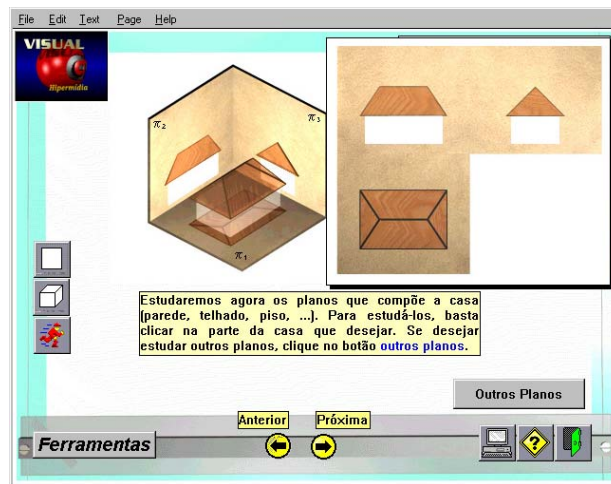 File Edit Text Page Help
VISUAL
Hipermídia
π2
π3
π1
Estudaremos agora os planos que compõe a casa
(parede, telhado, piso, ...). Para estudá-los, basta
clicar na parte da casa que desejar. Se desejar
estudar outros planos, clique no botão outros planos.
Outros Planos
Anterior Próxima
Ferramentas
?